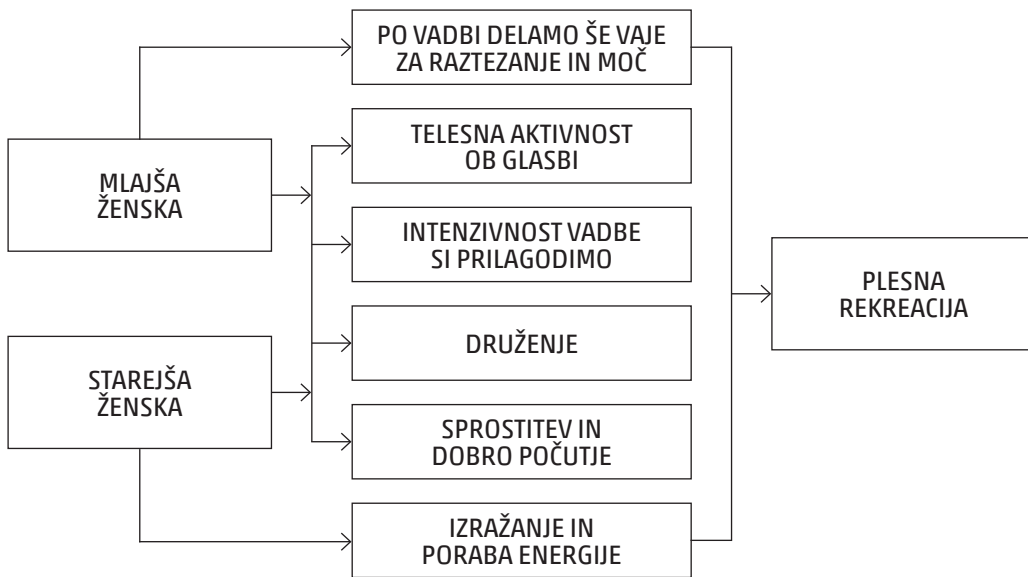 PO VADBI DELAMO ŠE VAJE
ZA RAZTEZANJE IN MOČ
TELESNA AKTIVNOST
OB GLASBI
MLAJŠA
ŽENSKA
INTENZIVNOST VADBE
SI PRILAGODIMO
PLESNA
REKREACIJA
DRUŽENJE
STAREJŠA
ŽENSKA
SPROSTITEV IN
DOBRO POČUTJE
IZRAŽANJE IN
PORABA ENERGIJE